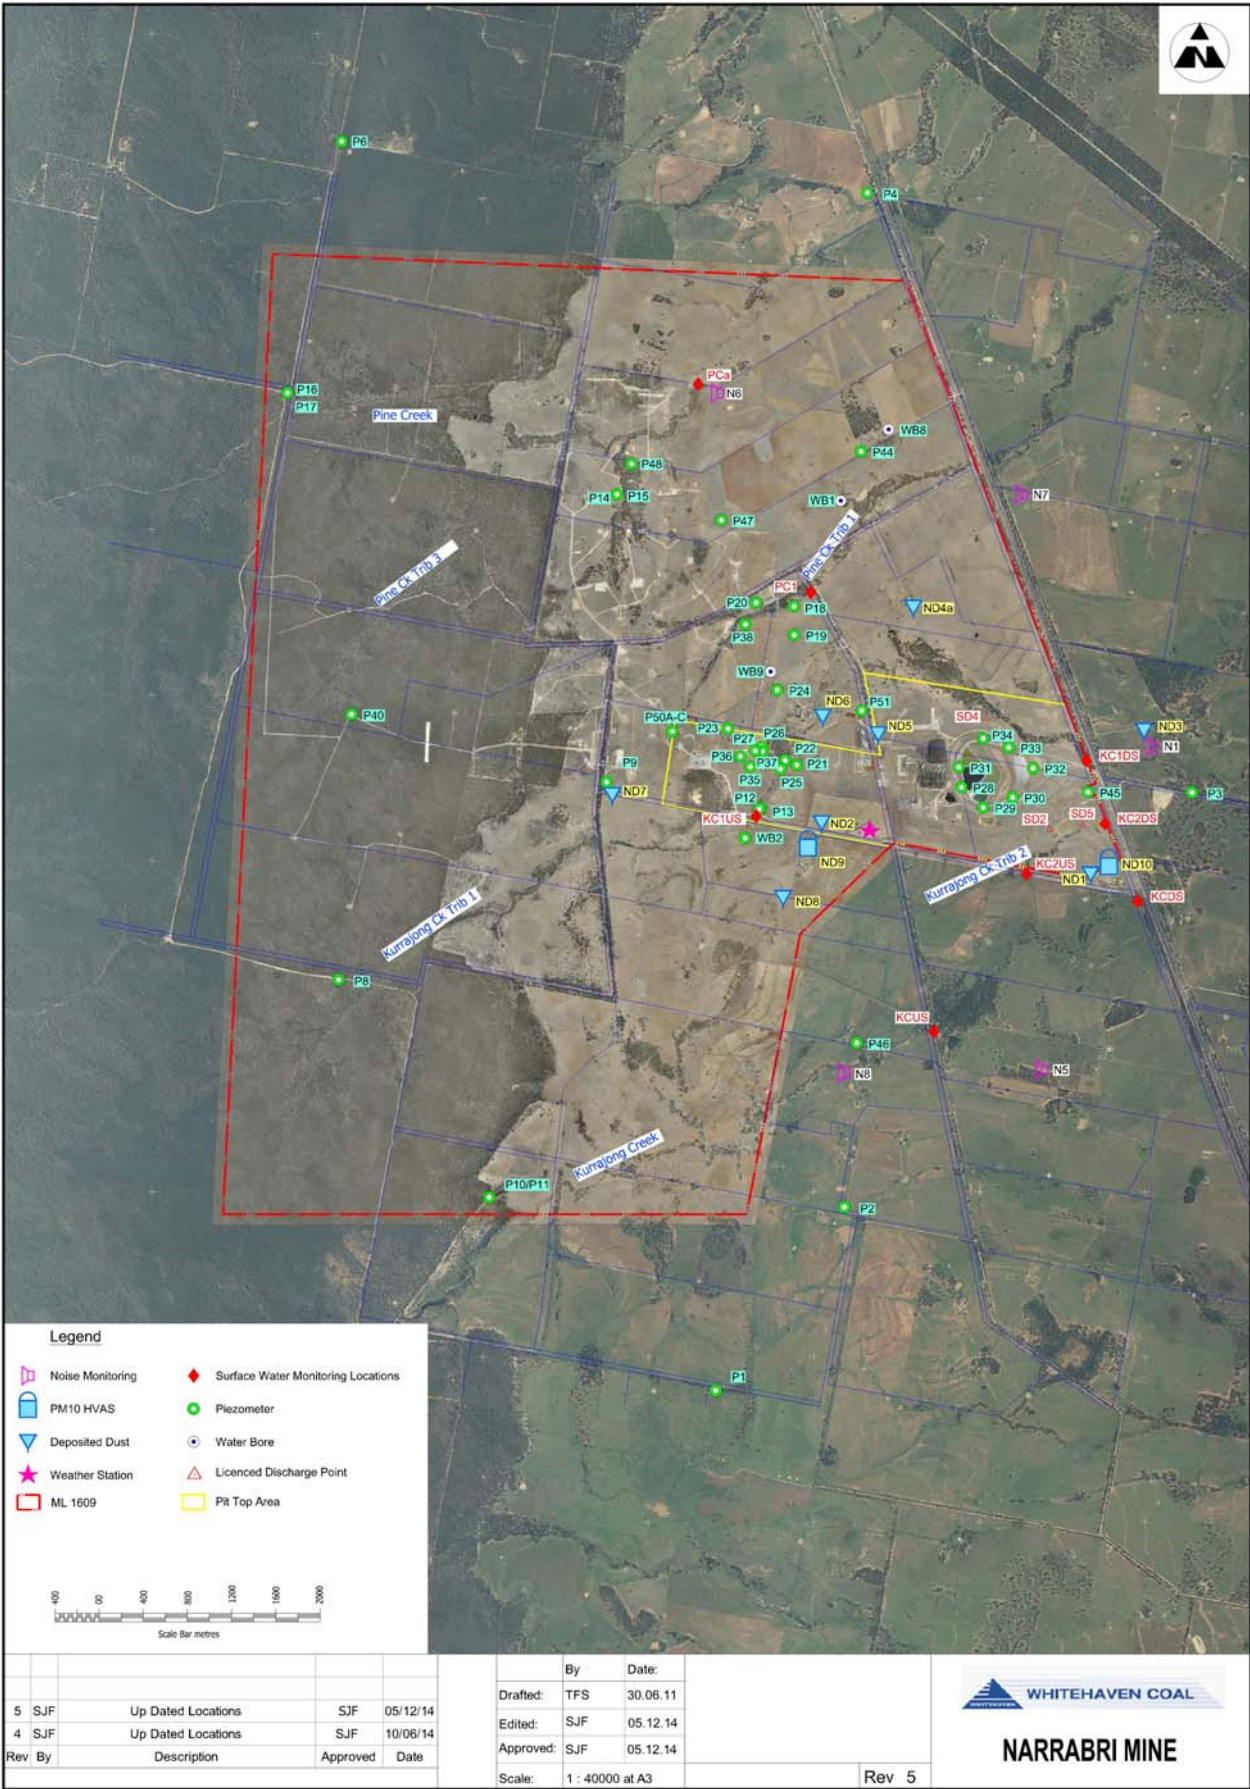 N
P6
P4
PCa
N6
P16
P17
Pine Creek
WB8
P44
P48
P14
P15
WB1
N7
P47
Pine Ck Trib 1
Pine Ck Trib 3
PC1
P20
P18
ND4a
P38
P19
WB9
P24
P40
P50A-C
P23
ND6
P51
ND5
SD4
ND3
N1
P26
P27
P34
P33
P36
P37
P22
P21
KC1DS
P9
P35
P25
P31
P32
ND7
P28
P45
P3
P12
P13
P30
P29
SD2
SD5
KC1US
ND2
KC2DS
WB2
ND9
Kurrajong Ck Trib 2
KC2US
ND1
ND10
ND8
KCDS
Kurrajong Ck Trib 1
P8
KCUS
P46
N8
N5
Kurrajong Creek
P10/P11
P2
P1
Legend
Noise Monitoring
Surface Water Monitoring Locations
PM10 HVAS
Piezometer
Deposited Dust
Water Bore
Weather Station
Licenced Discharge Point
ML 1609
Pit Top Area
400 00 400 800 1200 1600 2000
Scale Bar metres
5 SJF Up Dated Locations SJF 05/12/14
4 SJF Up Dated Locations SJF 10/06/14
Rev By Description Approved Date
By Date:
Drafted: TFS 30.06.11
Edited: SJF 05.12.14
Approved: SJF 05.12.14
Scale: 1 : 40000 at A3
Rev 5
WHITEHAVEN COAL
NARRABRI MINE